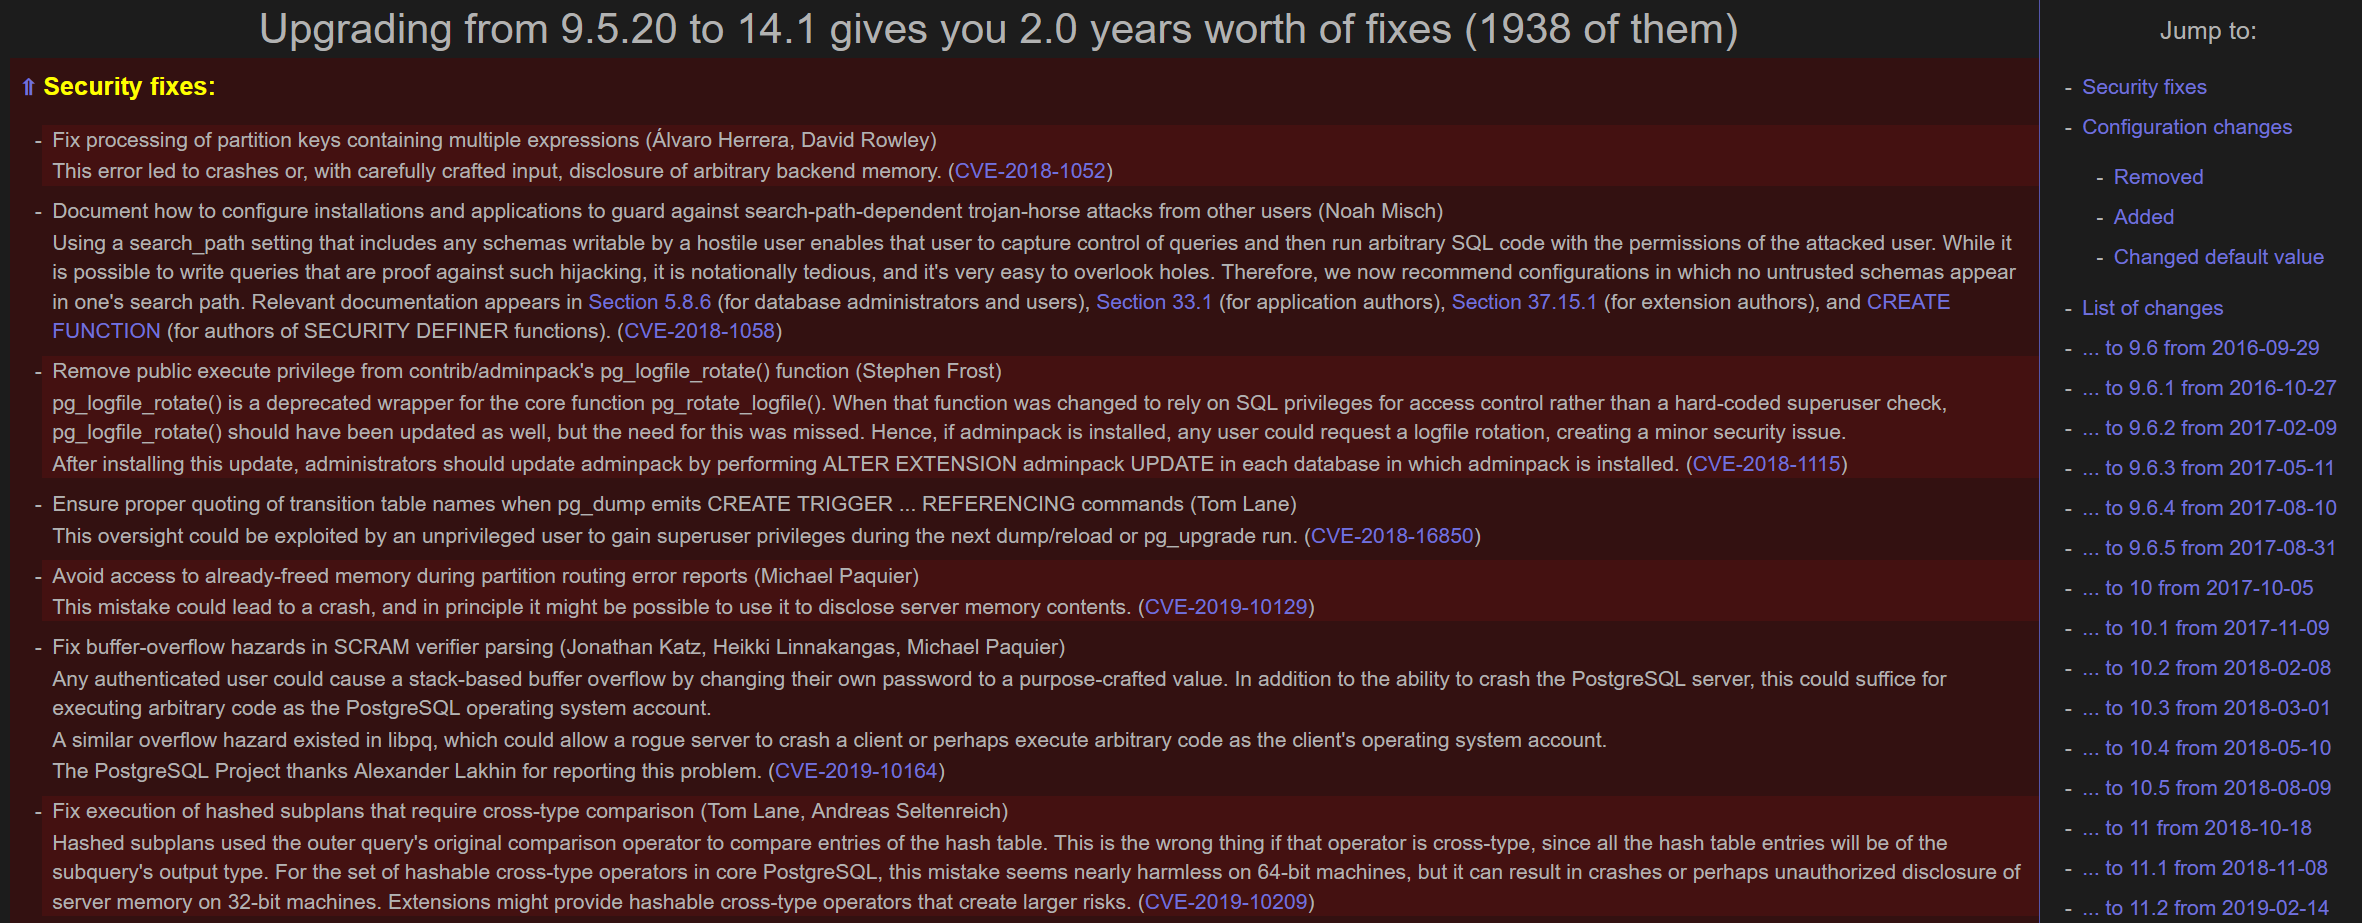 Upgrading from 9.5.20 to 14.1 gives you 2.0 years worth of fixes (1938 of them)
⇑ Security fixes:
- Fix processing of partition keys containing multiple expressions (Álvaro Herrera, David Rowley)
This error led to crashes or, with carefully crafted input, disclosure of arbitrary backend memory. (CVE-2018-1052)
- Document how to configure installations and applications to guard against search-path-dependent trojan-horse attacks from other users (Noah Misch)
Using a search_path setting that includes any schemas writable by a hostile user enables that user to capture control of queries and then run arbitrary SQL code with the permissions of the attacked user. While it
is possible to write queries that are proof against such hijacking, it is notationally tedious, and it's very easy to overlook holes. Therefore, we now recommend configurations in which no untrusted schemas appear
in one's search path. Relevant documentation appears in Section 5.8.6 (for database administrators and users), Section 33.1 (for application authors), Section 37.15.1 (for extension authors), and CREATE
FUNCTION (for authors of SECURITY DEFINER functions). (CVE-2018-1058)
- Remove public execute privilege from contrib/adminpack's pg_logfile_rotate() function (Stephen Frost)
pg_logfile_rotate() is a deprecated wrapper for the core function pg_rotate_logfile(). When that function was changed to rely on SQL privileges for access control rather than a hard-coded superuser check,
pg_logfile_rotate() should have been updated as well, but the need for this was missed. Hence, if adminpack is installed, any user could request a logfile rotation, creating a minor security issue.
After installing this update, administrators should update adminpack by performing ALTER EXTENSION adminpack UPDATE in each database in which adminpack is installed. (CVE-2018-1115)
- Ensure proper quoting of transition table names when pg_dump emits CREATE TRIGGER ... REFERENCING commands (Tom Lane)
This oversight could be exploited by an unprivileged user to gain superuser privileges during the next dump/reload or pg_upgrade run. (CVE-2018-16850)
- Avoid access to already-freed memory during partition routing error reports (Michael Paquier)
This mistake could lead to a crash, and in principle it might be possible to use it to disclose server memory contents. (CVE-2019-10129)
- Fix buffer-overflow hazards in SCRAM verifier parsing (Jonathan Katz, Heikki Linnakangas, Michael Paquier)
Any authenticated user could cause a stack-based buffer overflow by changing their own password to a purpose-crafted value. In addition to the ability to crash the PostgreSQL server, this could suffice for
executing arbitrary code as the PostgreSQL operating system account.
A similar overflow hazard existed in libpq, which could allow a rogue server to crash a client or perhaps execute arbitrary code as the client's operating system account.
The PostgreSQL Project thanks Alexander Lakhin for reporting this problem. (CVE-2019-10164)
- Fix execution of hashed subplans that require cross-type comparison (Tom Lane, Andreas Seltenreich)
Hashed subplans used the outer query's original comparison operator to compare entries of the hash table. This is the wrong thing if that operator is cross-type, since all the hash table entries will be of the
subquery's output type. For the set of hashable cross-type operators in core PostgreSQL, this mistake seems nearly harmless on 64-bit machines, but it can result in crashes or perhaps unauthorized disclosure of
server memory on 32-bit machines. Extensions might provide hashable cross-type operators that create larger risks. (CVE-2019-10209)
Jump to:
- Security fixes
- Configuration changes
- Removed
- Added
- Changed default value
- List of changes
- ... to 9.6 from 2016-09-29
- ... to 9.6.1 from 2016-10-27
- ... to 9.6.2 from 2017-02-09
- ... to 9.6.3 from 2017-05-11
- ... to 9.6.4 from 2017-08-10
- ... to 9.6.5 from 2017-08-31
- ... to 10 from 2017-10-05
- ... to 10.1 from 2017-11-09
- ... to 10.2 from 2018-02-08
- ... to 10.3 from 2018-03-01
- ... to 10.4 from 2018-05-10
- ... to 10.5 from 2018-08-09
- ... to 11 from 2018-10-18
- ... to 11.1 from 2018-11-08
- ... to 11.2 from 2019-02-14